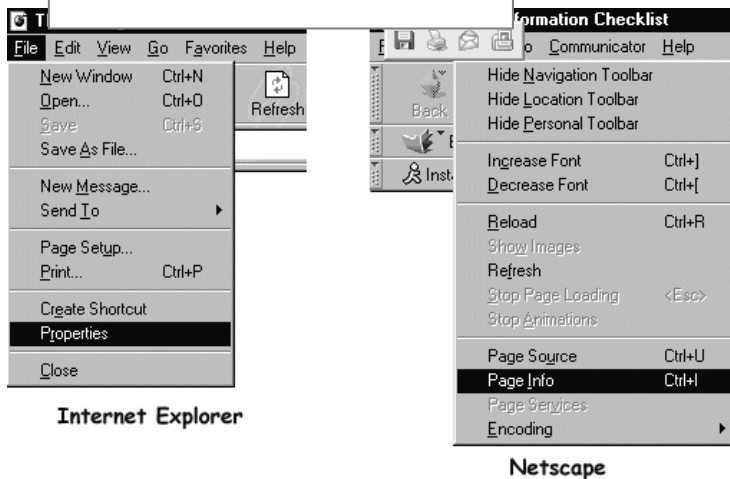 File Edit View Go Favorites Help
New Window Ctrl+N
Open... Ctrl+O
Save Ctrl+S
Save As File...
New Message...
Send To
Page Setup...
Print... Ctrl+P
Create Shortcut
Properties
Close
Refresh
Internet Explorer
formation Checklist
Communicator Help
Back
Hide Navigation Toolbar
Hide Location Toolbar
Hide Personal Toolbar
Increase Font Ctrl+]
Decrease Font Ctrl+[
Reload Ctrl+R
Show Images
Refresh
Stop Page Loading <Esc>
Stop Animations
Page Source Ctrl+U
Page Info Ctrl+I
Page Services
Encoding
Netscape